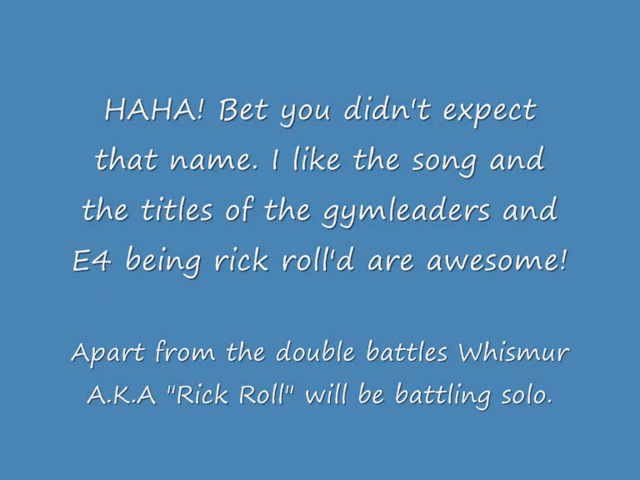 HAHA! Bet you didn't expect
that name. I like the song and
the titles of the gymleaders and
E4 being rick roll'd are awesome!
Apart from the double battles Whismur
A.K.A "Rick Roll" will be battling solo.